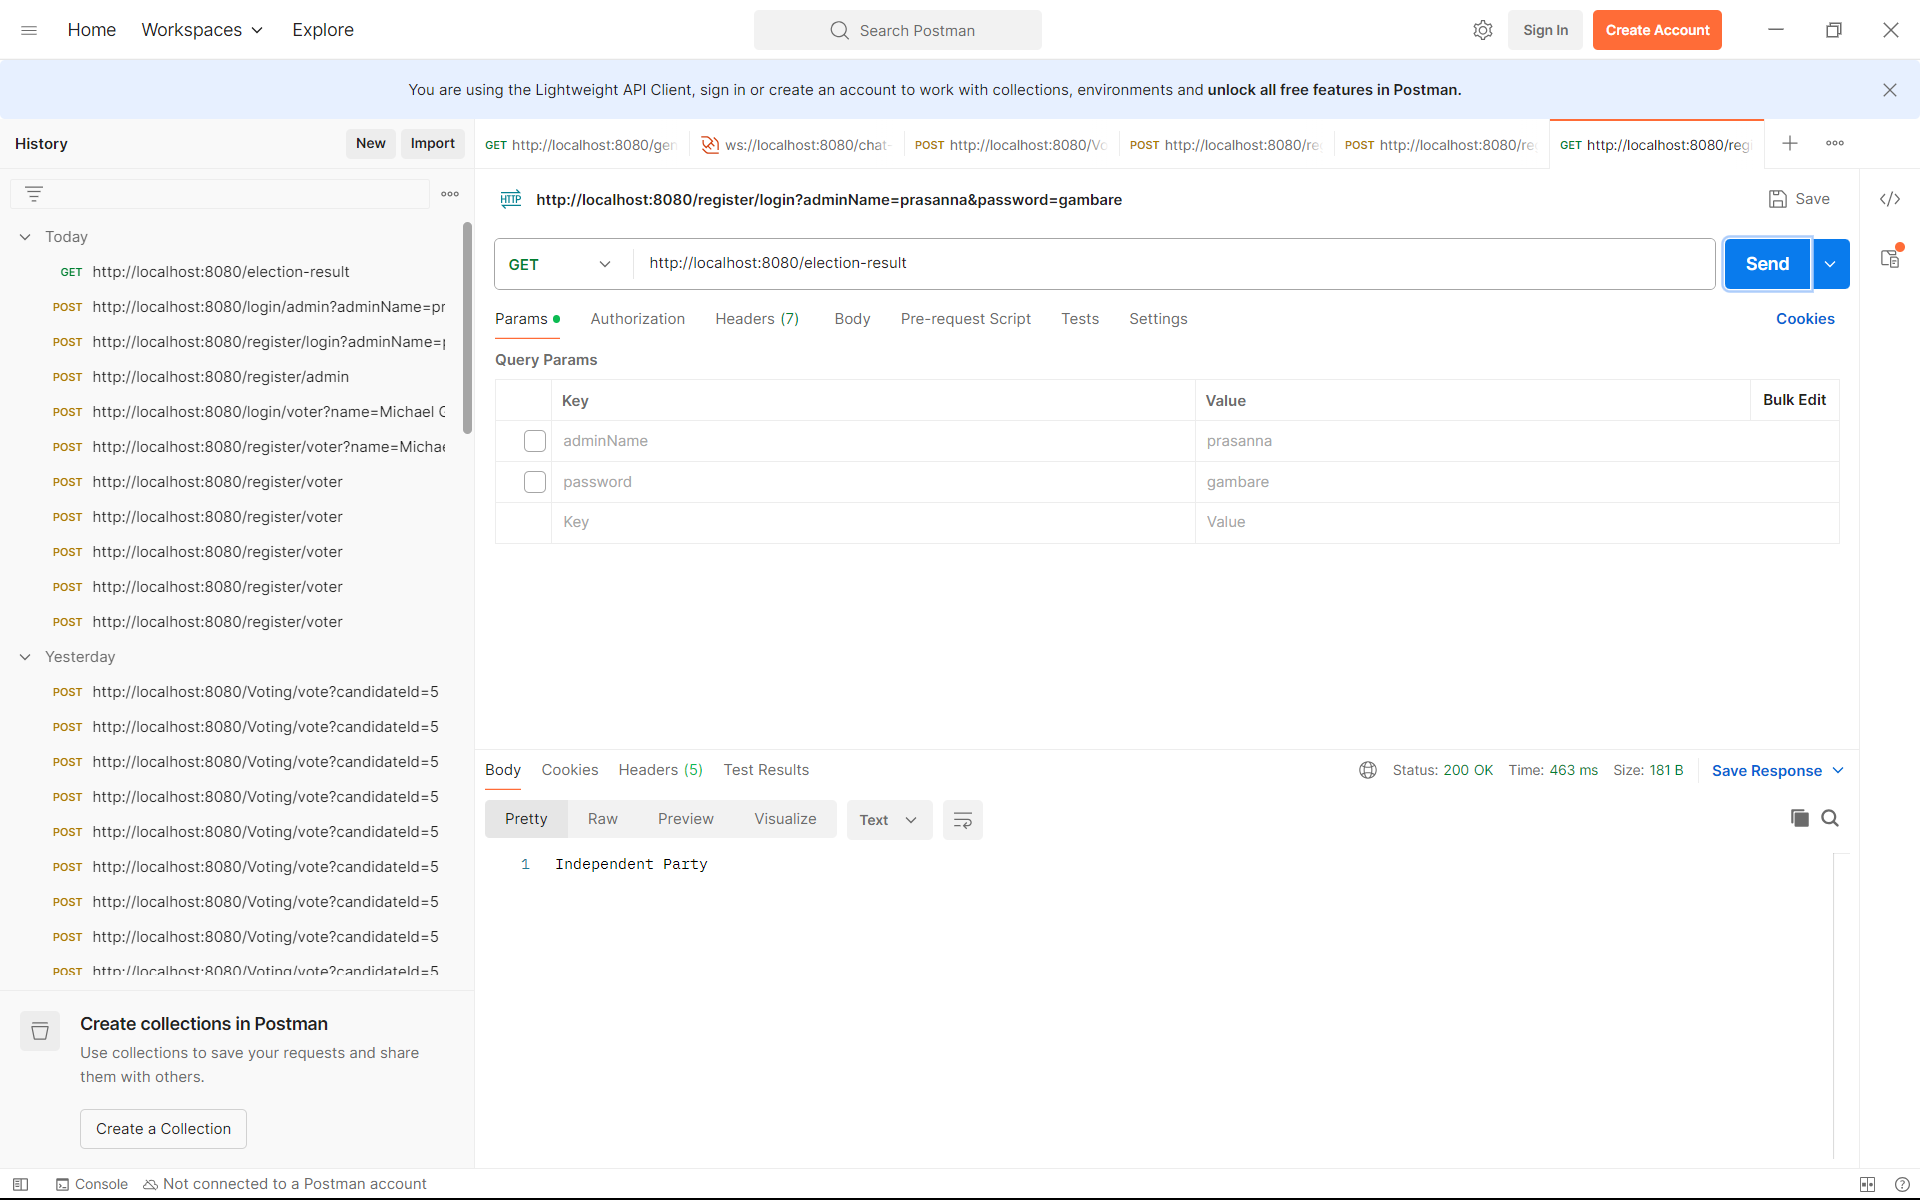 Home Workspaces Explore Search Postman Sign In Create Account
You are using the Lightweight API Client, sign in or create an account to work with collections, environments and unlock all free features in Postman.
History New Import
GET http://localhost:8080/gen
ws://localhost:8080/chat-
POST http://localhost:8080/Vo
POST http://localhost:8080/re
POST http://localhost:8080/re
GET http://localhost:8080/regi
Today
GET http://localhost:8080/election-result
POST http://localhost:8080/login/admin?adminName=pr
POST http://localhost:8080/register/login?adminName=p
POST http://localhost:8080/register/admin
POST http://localhost:8080/login/voter?name=Michael G
POST http://localhost:8080/register/voter?name=Michae
POST http://localhost:8080/register/voter
POST http://localhost:8080/register/voter
POST http://localhost:8080/register/voter
POST http://localhost:8080/register/voter
POST http://localhost:8080/register/voter
Yesterday
POST http://localhost:8080/Voting/vote?candidateId=5
POST http://localhost:8080/Voting/vote?candidateId=5
POST http://localhost:8080/Voting/vote?candidateId=5
POST http://localhost:8080/Voting/vote?candidateId=5
POST http://localhost:8080/Voting/vote?candidateId=5
POST http://localhost:8080/Voting/vote?candidateId=5
POST http://localhost:8080/Voting/vote?candidateId=5
POST http://localhost:8080/Voting/vote?candidateId=5
POST http://localhost:8080/Voting/vote?candidateId=5
Create collections in Postman
Use collections to save your requests and share
them with others.
Create a Collection
HTTP http://localhost:8080/register/login?adminName=prasanna&password=gambare Save
GET http://localhost:8080/election-result Send
Params Authorization Headers (7) Body Pre-request Script Tests Settings Cookies
Query Params
Key Value Bulk Edit
adminName prasanna
password gambare
Key Value
Body Cookies Headers (5) Test Results Status: 200 OK Time: 463 ms Size: 181 B Save Response
Pretty Raw Preview Visualize Text
1 Independent Party
Console Not connected to a Postman account